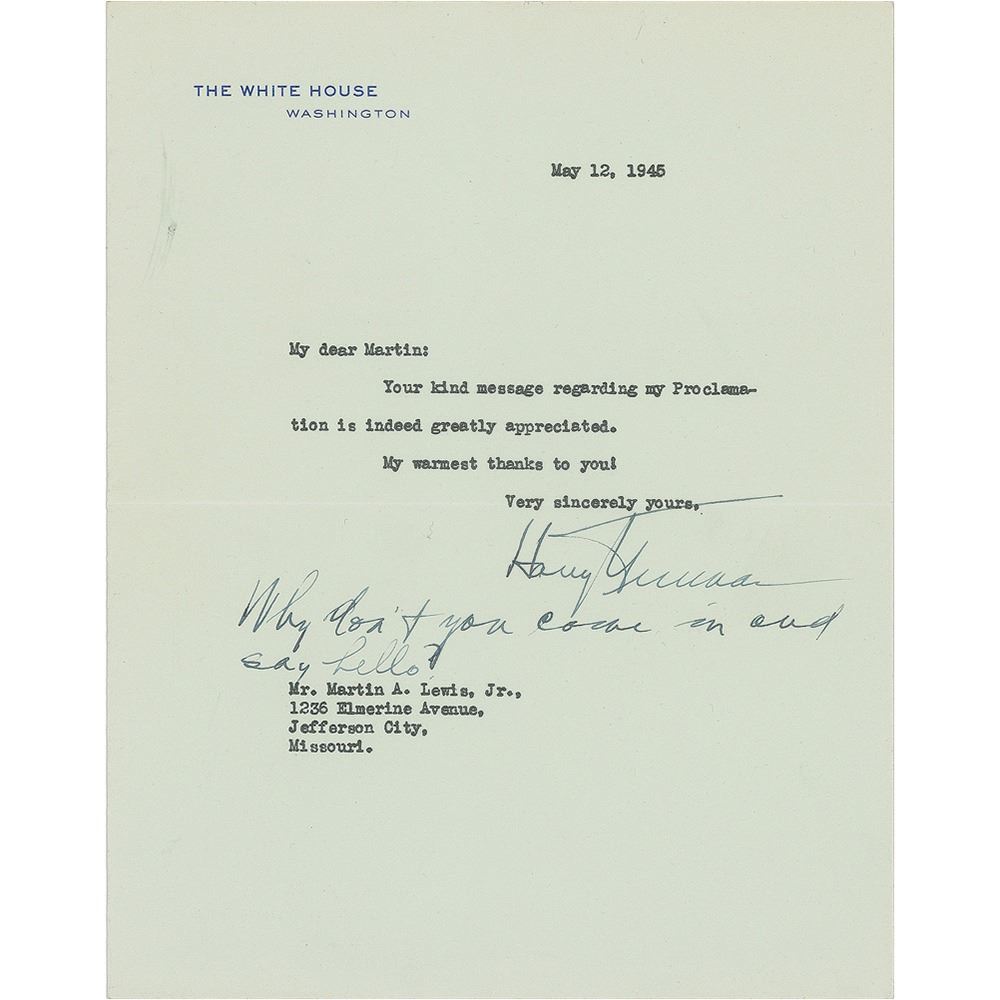 THE WHITE HOUSE
WASHINGTON
May 12, 1945
My dear Martin:
Your kind message regarding my Proclama-
tion is indeed greatly appreciated.
My warmest thanks to you!
Very sincerely yours,
Harry Truman
Why don't you come in and
say hello?
Mr. Martin A. Lewis, Jr.,
1236 Elmerine Avenue,
Jefferson City,
Missouri.